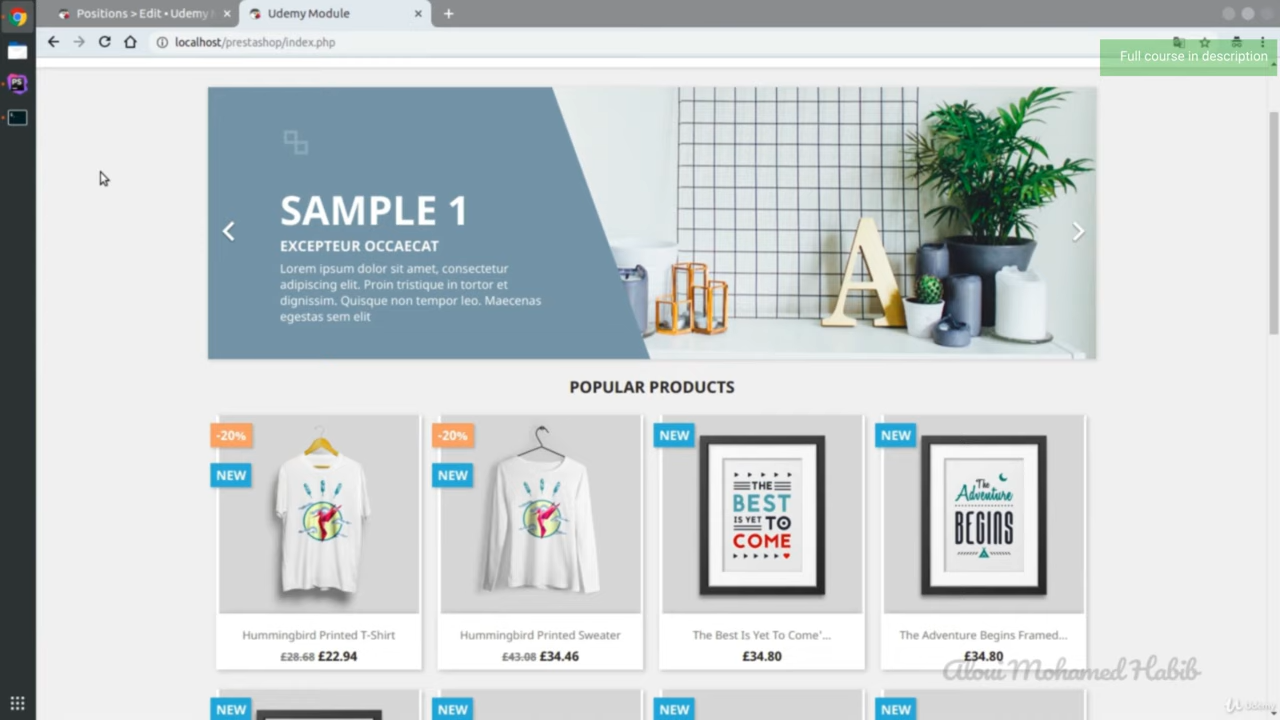 Positions > Edit • Udemy
Udemy Module
localhost/prestashop/index.php
Full course in description
PS
SAMPLE 1
EXCEPTEUR OCCAECAT
Lorem ipsum dolor sit amet, consectetur
adipiscing elit. Proin tristique in tortor et
dignissim. Quisque non tempor leo. Maecenas
egestas sem elit
A
POPULAR PRODUCTS
-20%
NEW
-20%
NEW
NEW
THE
BEST
IS YET TO
COME
NEW
The
Adventure
BEGINS
Hummingbird Printed T-Shirt
£28.68 £22.94
Hummingbird Printed Sweater
£43.08 £34.46
The Best Is Yet To Come'...
£34.80
The Adventure Begins Framed...
£34.80
Aloui Mohamed Habib
NEW
NEW
NEW
NEW
Udemy